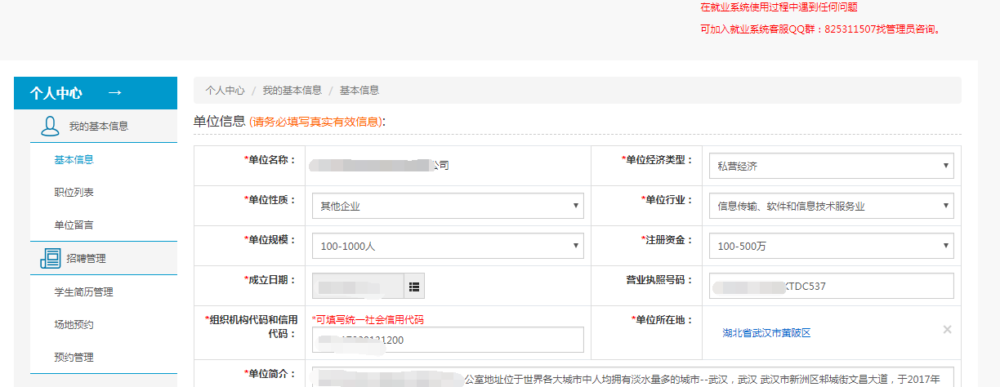 在就业系统使用过程中遇到任何问题
可加入就业系统客服QQ群：825311507找管理员咨询。
个人中心 →
我的基本信息
基本信息
职位列表
单位留言
招聘管理
学生简历管理
场地预约
预约管理
个人中心 / 我的基本信息 / 基本信息
单位信息 (请务必填写真实有效信息):
*单位名称： 公司 *单位经济类型： 私营经济
*单位性质： 其他企业 *单位行业： 信息传输、软件和信息技术服务业
*单位规模： 100-1000人 *注册资金： 100-500万
*成立日期： 营业执照号码： TDC537
*组织机构代码和信用代码： *可填写统一社会信用代码 1200 *单位所在地： 湖北省武汉市黄陂区 ×
*单位简介： 公室地址位于世界各大城市中人均拥有淡水量多的城市--武汉，武汉 武汉市新洲区邾城街文昌大道，于2017年